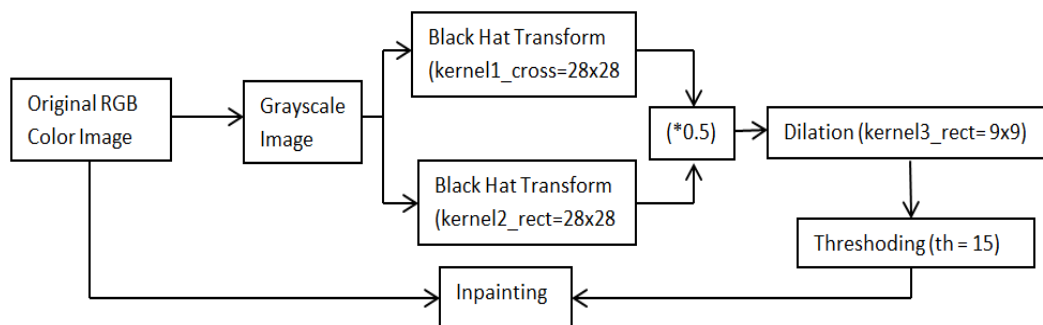 Original RGB
Color Image
Grayscale
Image
Black Hat Transform
(kernel1_cross=28x28
Black Hat Transform
(kernel2_rect=28x28
(*0.5)
Dilation (kernel3_rect= 9x9)
Threshoding (th = 15)
Inpainting